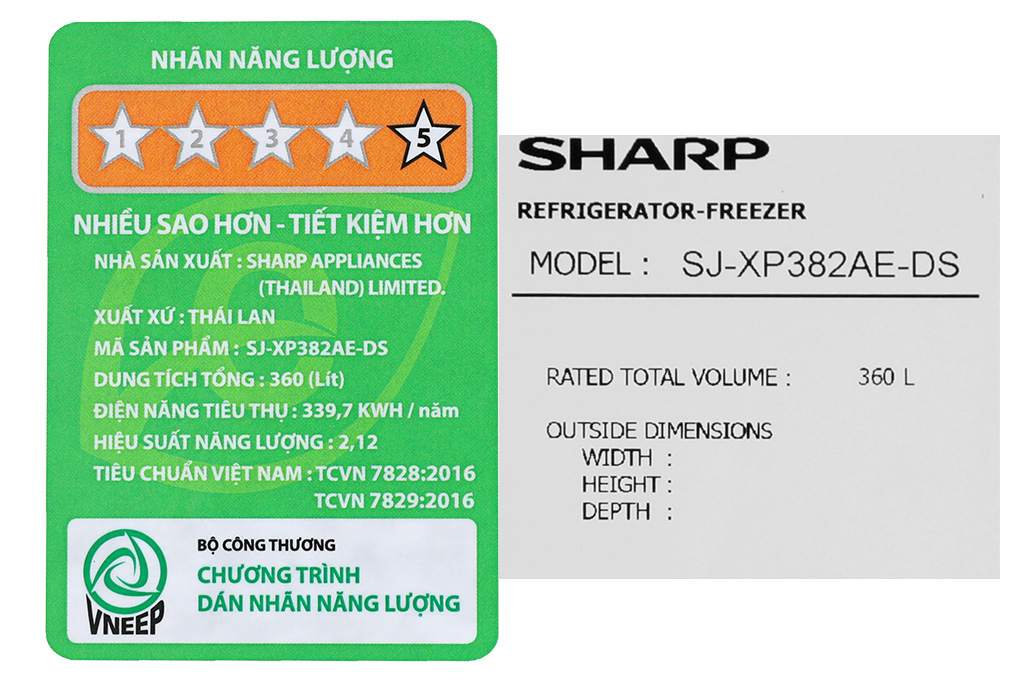 NHÃN NĂNG LƯỢNG
1 2 3 4 5
NHIỀU SAO HƠN - TIẾT KIỆM HƠN
NHÀ SẢN XUẤT : SHARP APPLIANCES
(THAILAND) LIMITED.
XUẤT XỨ : THÁI LAN
MÃ SẢN PHẨM : SJ-XP382AE-DS
DUNG TÍCH TỔNG : 360 (Lít)
ĐIỆN NĂNG TIÊU THỤ : 339,7 KWH / năm
HIỆU SUẤT NĂNG LƯỢNG : 2,12
TIÊU CHUẨN VIỆT NAM : TCVN 7828:2016
TCVN 7829:2016
VNEEP
BỘ CÔNG THƯƠNG
CHƯƠNG TRÌNH
DÁN NHÃN NĂNG LƯỢNG
SHARP
REFRIGERATOR-FREEZER
MODEL : SJ-XP382AE-DS
RATED TOTAL VOLUME : 360 L
OUTSIDE DIMENSIONS
WIDTH :
HEIGHT :
DEPTH :